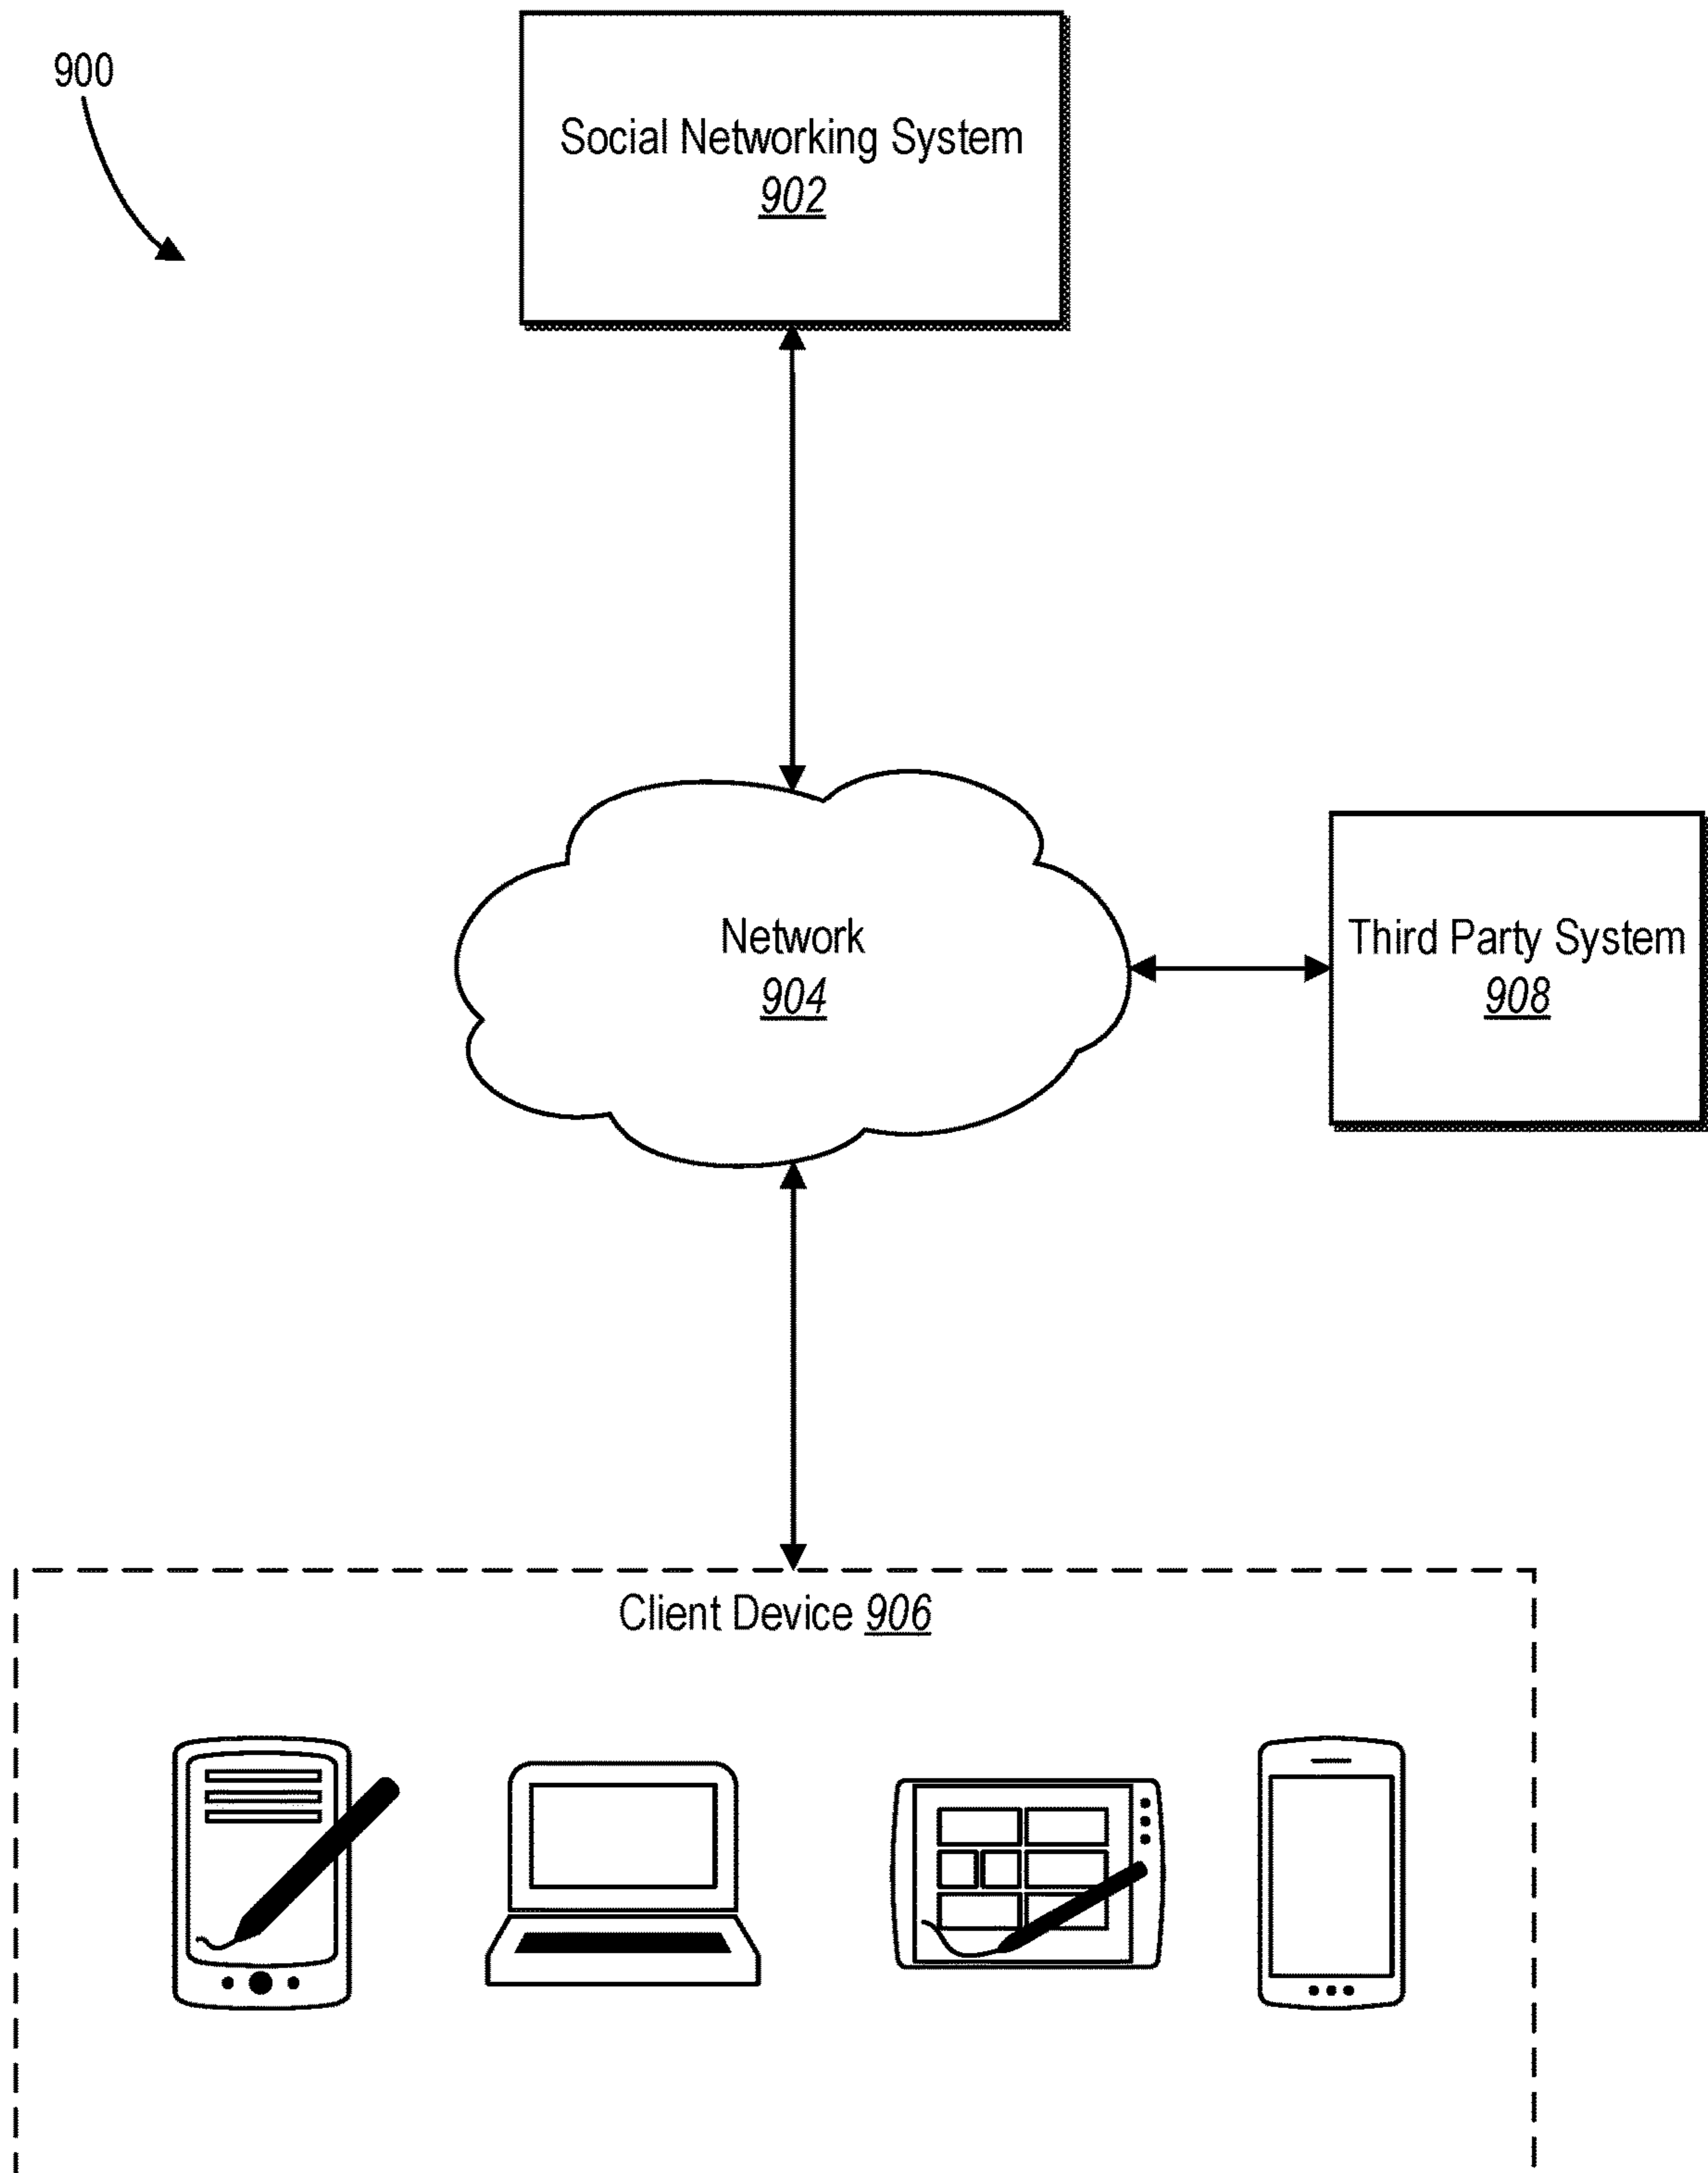 900
Social Networking System
902
Network
904
Third Party System
908
Client Device 906